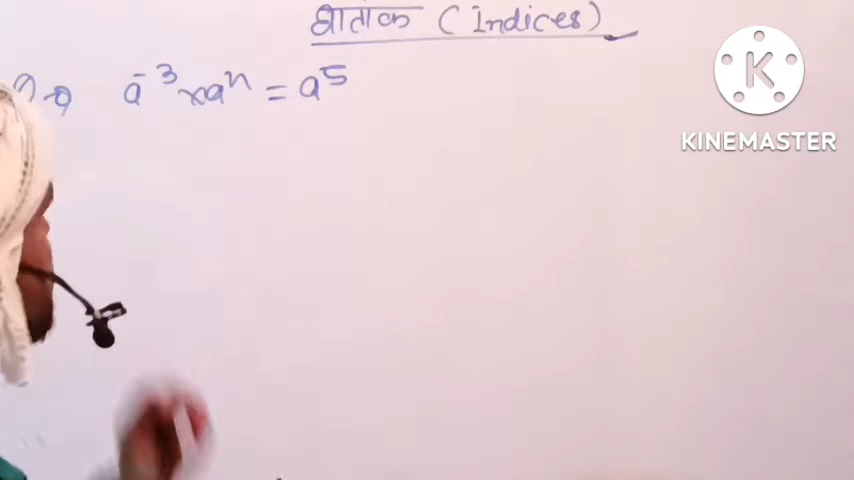 घातांक (Indices)
a⁻³ x aⁿ = a⁵
K
KINEMASTER